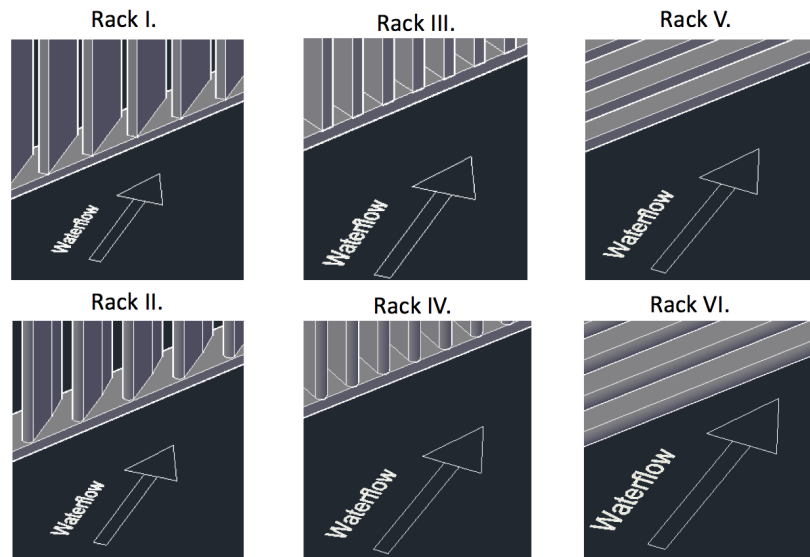 Rack I.
Rack III.
Rack V.
Waterflow
Waterflow
Waterflow
Rack II.
Rack IV.
Rack VI.
Waterflow
Waterflow
Waterflow